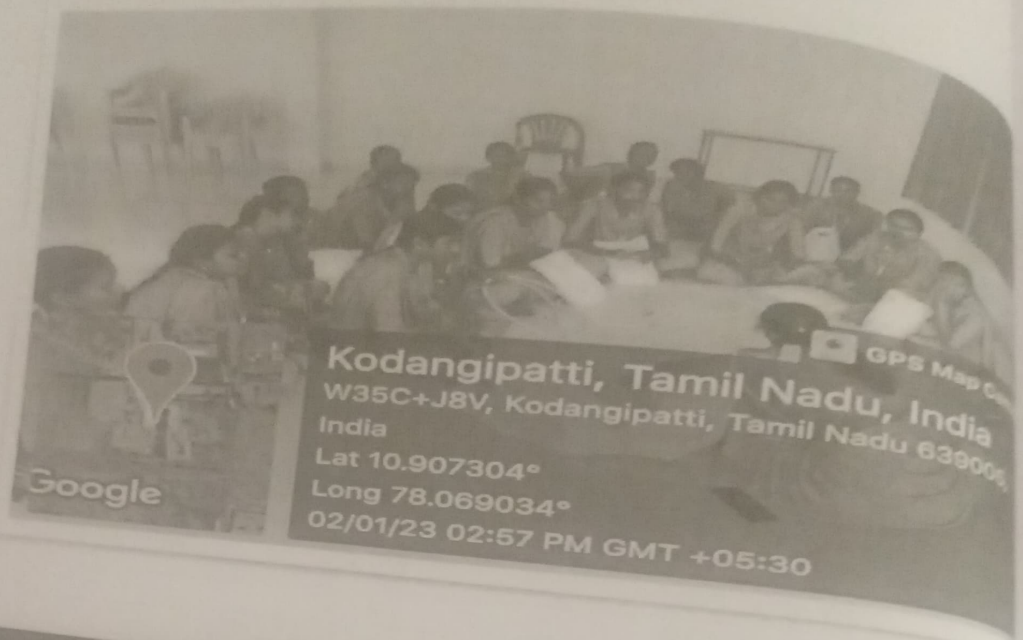 GPS Map
Kodangipatti, Tamil Nadu, India
W35C+J8V, Kodangipatti, Tamil Nadu
India
Lat 10.907304°
Long 78.069034°
02/01/23 02:57 PM GMT +05:30
Google